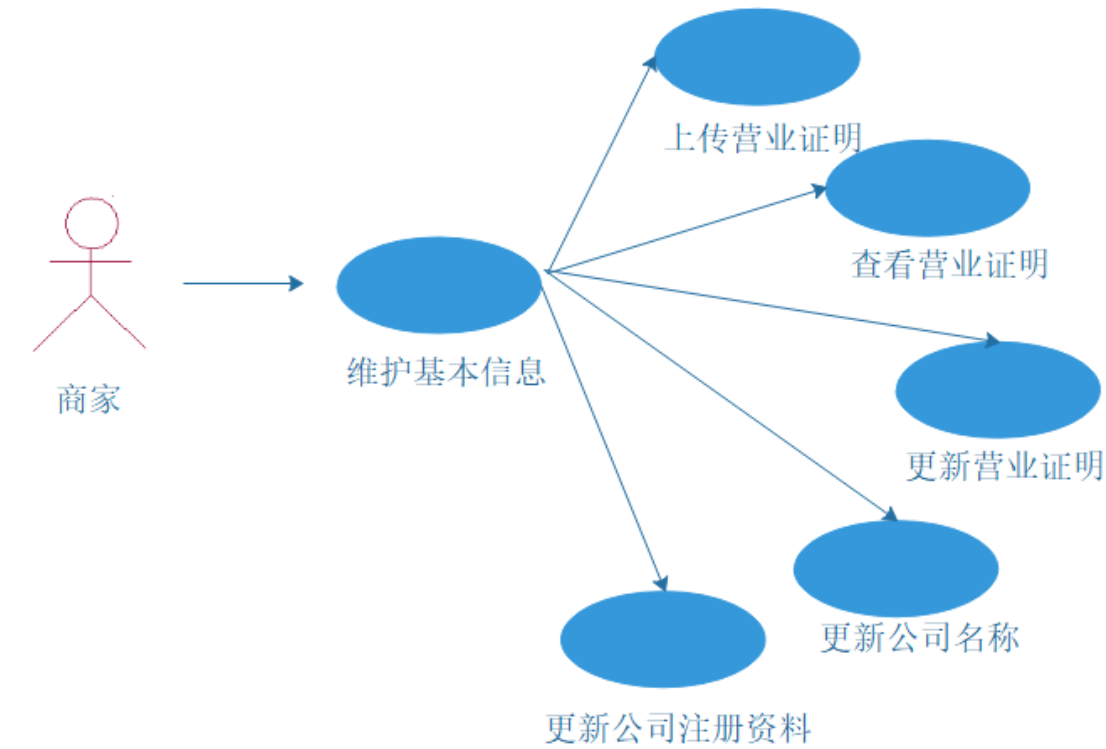 上传营业证明
查看营业证明
维护基本信息
商家
更新营业证明
更新公司名称
更新公司注册资料